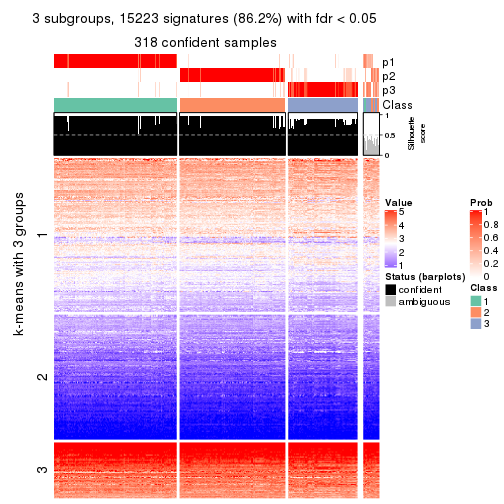 3 subgroups, 15223 signatures (86.2%) with fdr < 0.05
318 confident samples
p1
p2
p3
Class
1
0.5
0
Silhouette
score
k-means with 3 groups
1
2
3
Value
5
4
3
2
1
Status (barplots)
confident
ambiguous
Prob
1
0.8
0.6
0.4
0.2
0
Class
1
2
3